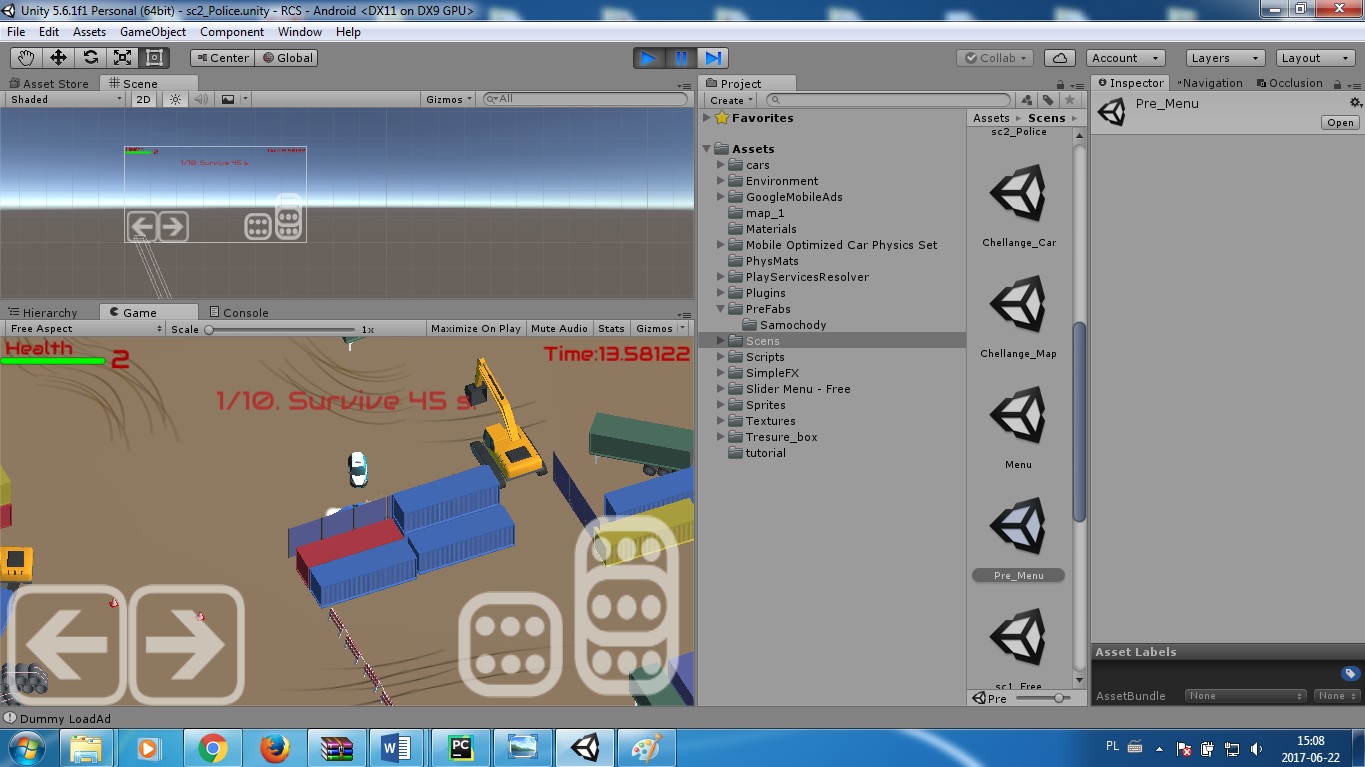 Unity 5.6.1f1 Personal (64bit) - sc2_Police.unity - RCS - Android <DX11 on DX9 GPU>
File Edit Assets GameObject Component Window Help
Center Global Collab Account Layers Layout
Asset Store Scene
Shaded 2D Gizmos All
1/10. Survive 45 s.
Hierarchy Game Console
Free Aspect Scale 1x Maximize On Play Mute Audio Stats Gizmos
Health 2 Time:13.58122
1/10. Survive 45 s.
Project
Create
Favorites
Assets
cars
Environment
GoogleMobileAds
map_1
Materials
Mobile Optimized Car Physics Set
PhysMats
PlayServicesResolver
Plugins
PreFabs
Samochody
Scens
Scripts
SimpleFX
Slider Menu - Free
Sprites
Textures
Tresure_box
tutorial
Assets Scens
sc2_Police
Chellange_Car
Chellange_Map
Menu
Pre_Menu
sc1_Free
Pre
Inspector Navigation Occlusion
Pre_Menu
Open
Asset Labels
AssetBundle None None
Dummy LoadAd
PL 15:08
2017-06-22